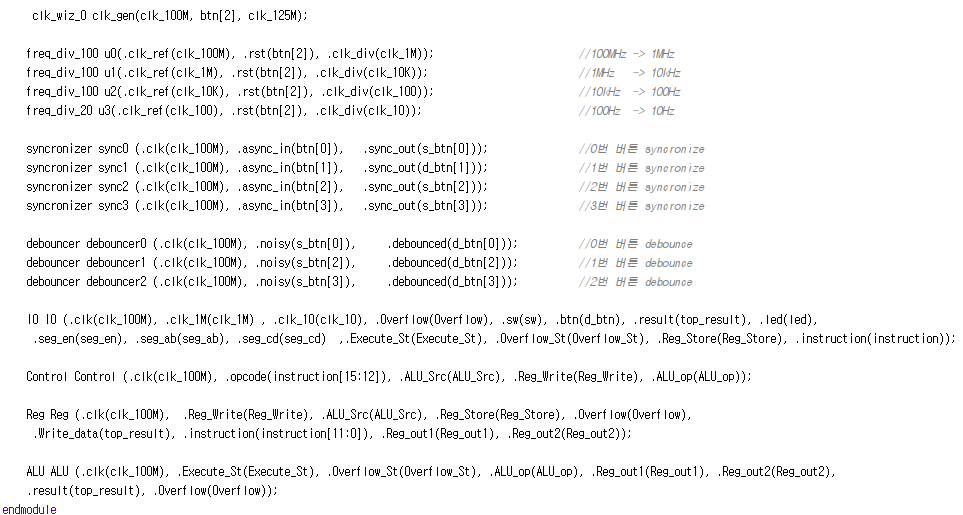 clk_wiz_0 clk_gen(clk_100M, btn[2], clk_125M);
freq_div_100 u0(.clk_ref(clk_100M), .rst(btn[2]), .clk_div(clk_1M)); //100MHz -> 1MHz
freq_div_100 u1(.clk_ref(clk_1M), .rst(btn[2]), .clk_div(clk_10K)); //1MHz -> 10kHz
freq_div_100 u2(.clk_ref(clk_10K), .rst(btn[2]), .clk_div(clk_100)); //10kHz -> 100Hz
freq_div_20 u3(.clk_ref(clk_100), .rst(btn[2]), .clk_div(clk_10)); //100Hz -> 10Hz
syncronizer sync0 (.clk(clk_100M), .async_in(btn[0]), .sync_out(s_btn[0])); //0번 버튼 syncronize
syncronizer sync1 (.clk(clk_100M), .async_in(btn[1]), .sync_out(d_btn[1])); //1번 버튼 syncronize
syncronizer sync2 (.clk(clk_100M), .async_in(btn[2]), .sync_out(s_btn[2])); //2번 버튼 syncronize
syncronizer sync3 (.clk(clk_100M), .async_in(btn[3]), .sync_out(s_btn[3])); //3번 버튼 syncronize
debouncer debouncer0 (.clk(clk_100M), .noisy(s_btn[0]), .debounced(d_btn[0])); //0번 버튼 debounce
debouncer debouncer1 (.clk(clk_100M), .noisy(s_btn[2]), .debounced(d_btn[2])); //1번 버튼 debounce
debouncer debouncer2 (.clk(clk_100M), .noisy(s_btn[3]), .debounced(d_btn[3])); //2번 버튼 debounce
IO IO (.clk(clk_100M), .clk_1M(clk_1M) , .clk_10(clk_10), .Overflow(Overflow), .sw(sw), .btn(d_btn), .result(top_result), .led(led),
.seg_en(seg_en), .seg_ab(seg_ab), .seg_cd(seg_cd) ,.Execute_St(Execute_St), .Overflow_St(Overflow_St), .Reg_Store(Reg_Store), .instruction(instruction));
Control Control (.clk(clk_100M), .opcode(instruction[15:12]), .ALU_Src(ALU_Src), .Reg_Write(Reg_Write), .ALU_op(ALU_op));
Reg Reg (.clk(clk_100M), .Reg_Write(Reg_Write), .ALU_Src(ALU_Src), .Reg_Store(Reg_Store), .Overflow(Overflow),
.Write_data(top_result), .instruction(instruction[11:0]), .Reg_out1(Reg_out1), .Reg_out2(Reg_out2));
ALU ALU (.clk(clk_100M), .Execute_St(Execute_St), .Overflow_St(Overflow_St), .ALU_op(ALU_op), .Reg_out1(Reg_out1), .Reg_out2(Reg_out2),
.result(top_result), .Overflow(Overflow));
endmodule